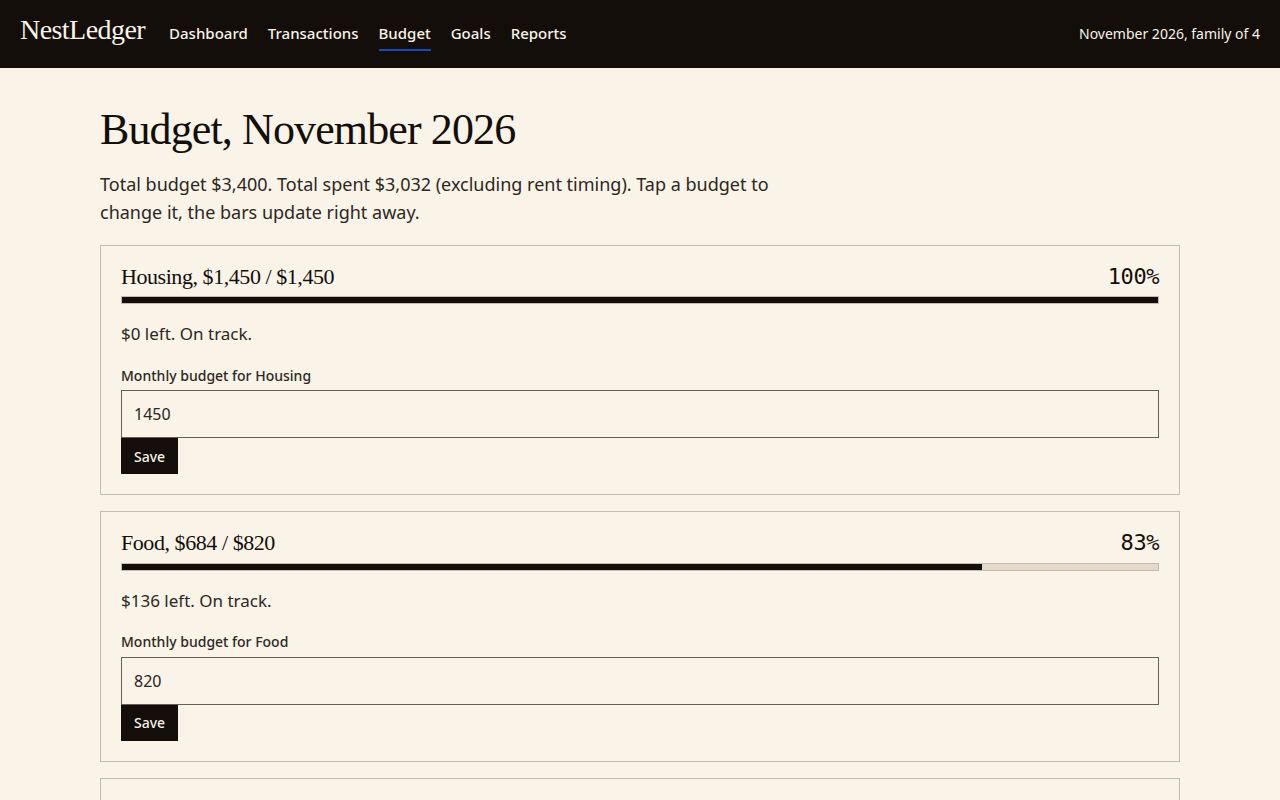 NestLedger Dashboard Transactions Budget Goals Reports November 2026, family of 4
Budget, November 2026
Total budget $3,400. Total spent $3,032 (excluding rent timing). Tap a budget to
change it, the bars update right away.
Housing, $1,450 / $1,450 100%
$0 left. On track.
Monthly budget for Housing
1450
Save
Food, $684 / $820 83%
$136 left. On track.
Monthly budget for Food
820
Save